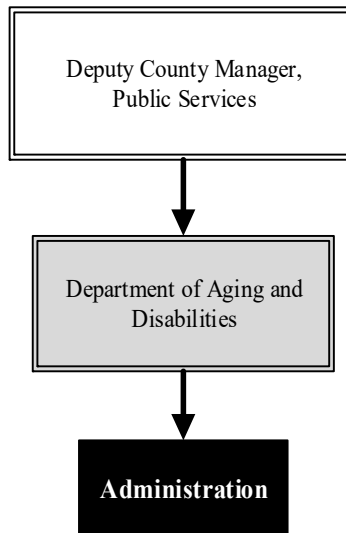 Deputy County Manager,
Public Services
Department of Aging and
Disabilities
Administration